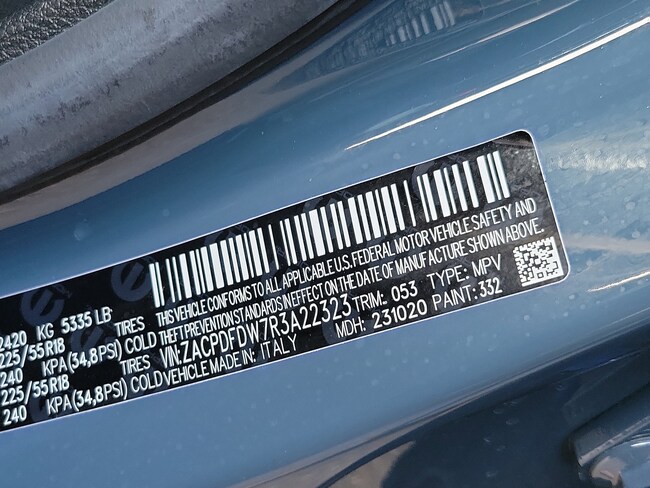 THIS VEHICLE CONFORMS TO ALL APPLICABLE U.S. FEDERAL MOTOR VEHICLE SAFETY AND
THEFT PREVENTION STANDARDS IN EFFECT ON THE DATE OF MANUFACTURE SHOWN ABOVE.
2420 KG 5335 LB
225/55R18 TIRES VIN:ZACPDFDW7R3A22323 TRIM: 053 TYPE: MPV
240 KPA(34,8PSI) COLD VEHICLE MADE IN: ITALY MDH: 231020 PAINT: 332
225/55R18 TIRES
240 KPA(34,8PSI) COLD